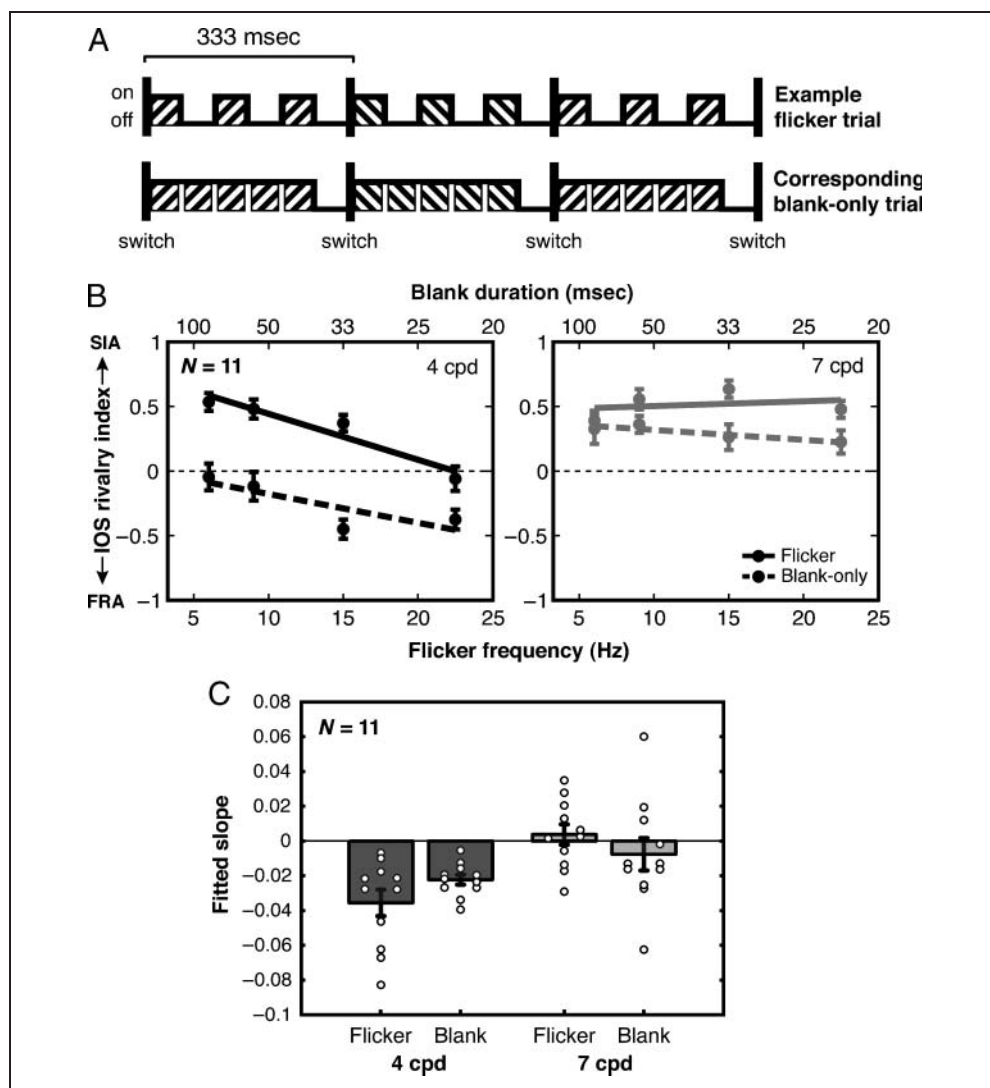 A
333 msec
on
off
Example
flicker trial
Corresponding
blank-only trial
switch switch switch switch
B
Blank duration (msec)
100 50 33 25 20 100 50 33 25 20
SIA
IOS rivalry index
FRA
1
0.5
0
−0.5
−1
N = 11
4 cpd
5 10 15 20 25
1
0.5
0
−0.5
−1
7 cpd
Flicker
Blank-only
5 10 15 20 25
Flicker frequency (Hz)
C
Fitted slope
0.08
0.06
0.04
0.02
0
−0.02
−0.04
−0.06
−0.08
−0.1
N = 11
Flicker Blank Flicker Blank
4 cpd 7 cpd